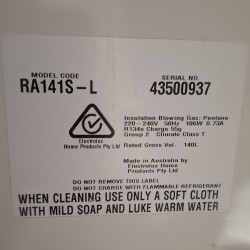 MODEL CODE
RA141S-L
SERIAL NO.
43500937
Insulation Blowing Gas: Pentane
220-240V 50Hz 106W 0.73A
R134a Charge 55g
Group 2 Climate Class T
Rated Gross Vol. 140L
Electrolux
Home Products Pty Ltd
Made in Australia by
Electrolux Home Products Pty Ltd
DO NOT REMOVE THIS LABEL
DO NOT CHARGE WITH FLAMMABLE REFRIGERANT
WHEN CLEANING USE ONLY A SOFT CLOTH
WITH MILD SOAP AND LUKE WARM WATER